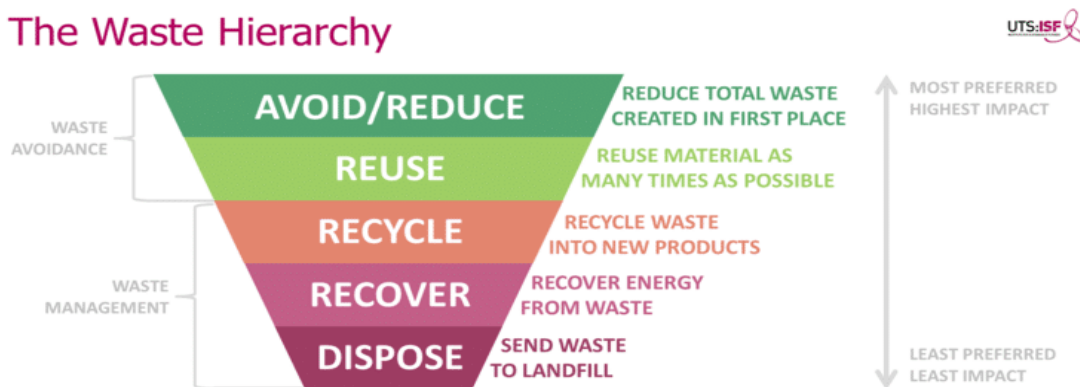 The Waste Hierarchy
UTS:ISF
WASTE
AVOIDANCE
AVOID/REDUCE
REDUCE TOTAL WASTE
CREATED IN FIRST PLACE
REUSE
REUSE MATERIAL AS
MANY TIMES AS POSSIBLE
WASTE
MANAGEMENT
RECYCLE
RECYCLE WASTE
INTO NEW PRODUCTS
RECOVER
RECOVER ENERGY
FROM WASTE
DISPOSE
SEND WASTE
TO LANDFILL
MOST PREFERRED
HIGHEST IMPACT
LEAST PREFERRED
LEAST IMPACT